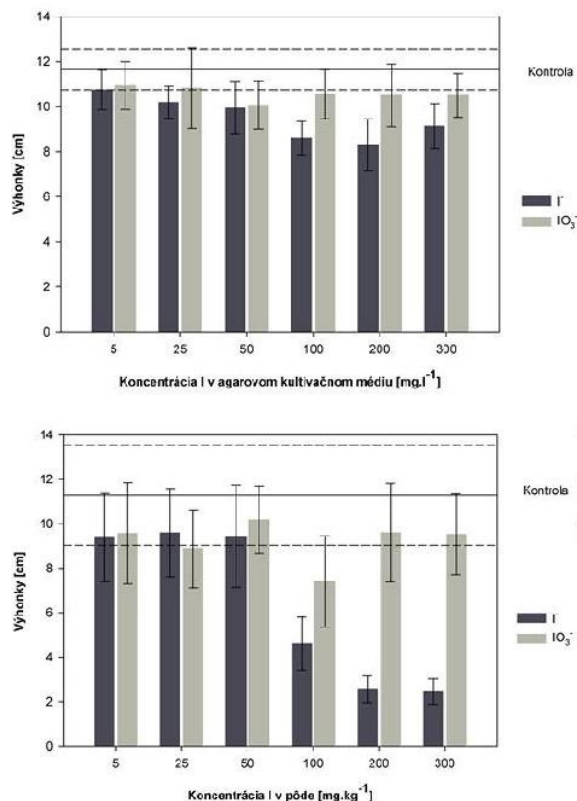 14
12
10
8
6
4
2
0
Výhonky [cm]
Kontrola
I⁻
IO₃⁻
5 25 50 100 200 300
Koncentrácia I v agarovom kultivačnom médiu [mg.l⁻¹]
14
12
10
8
6
4
2
0
Výhonky [cm]
Kontrola
I⁻
IO₃⁻
5 25 50 100 200 300
Koncentrácia I v pôde [mg.kg⁻¹]